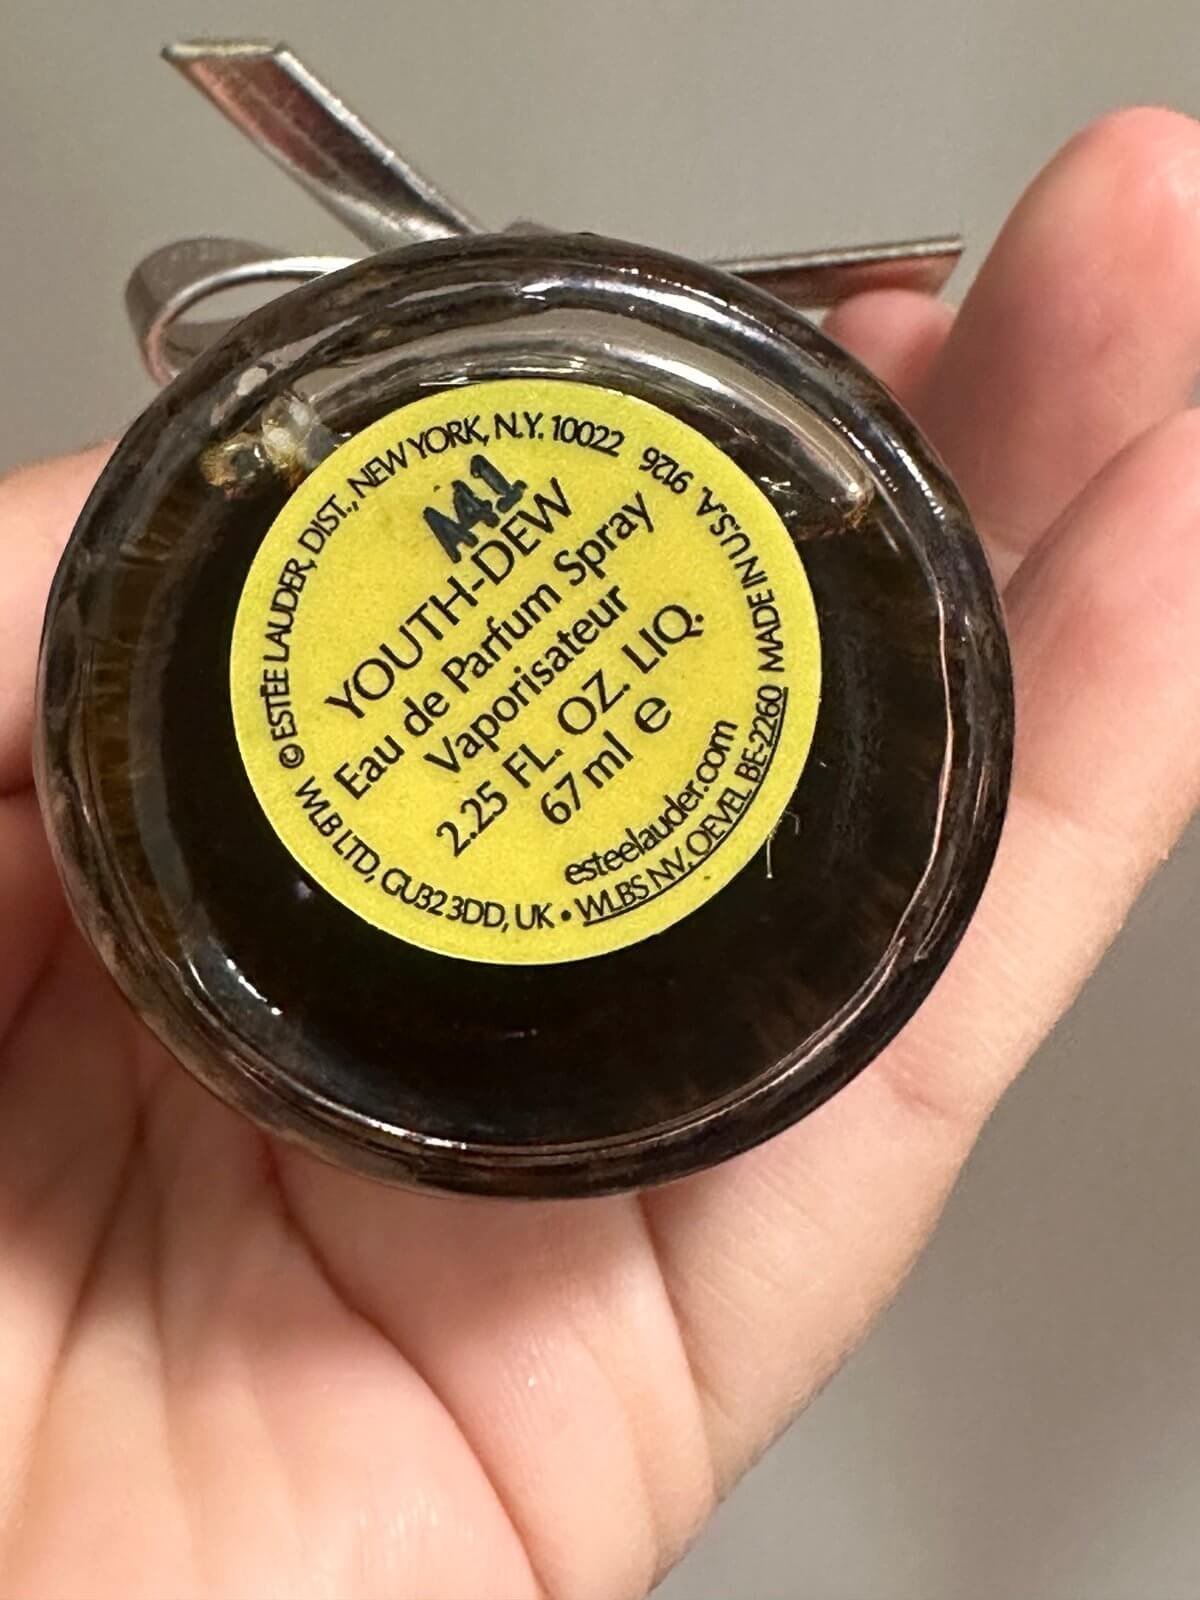 © ESTĒE LAUDER, DIST., NEW YORK, N.Y. 10022
9126
A41
YOUTH-DEW
Eau de Parfum Spray
Vaporisateur
2.25 FL. OZ. LIQ.
67 ml ℮
esteelauder.com
WLB LTD, GU32 3DD, UK • WLBS NV, OEVEL BE-2260 MADE IN U.S.A.